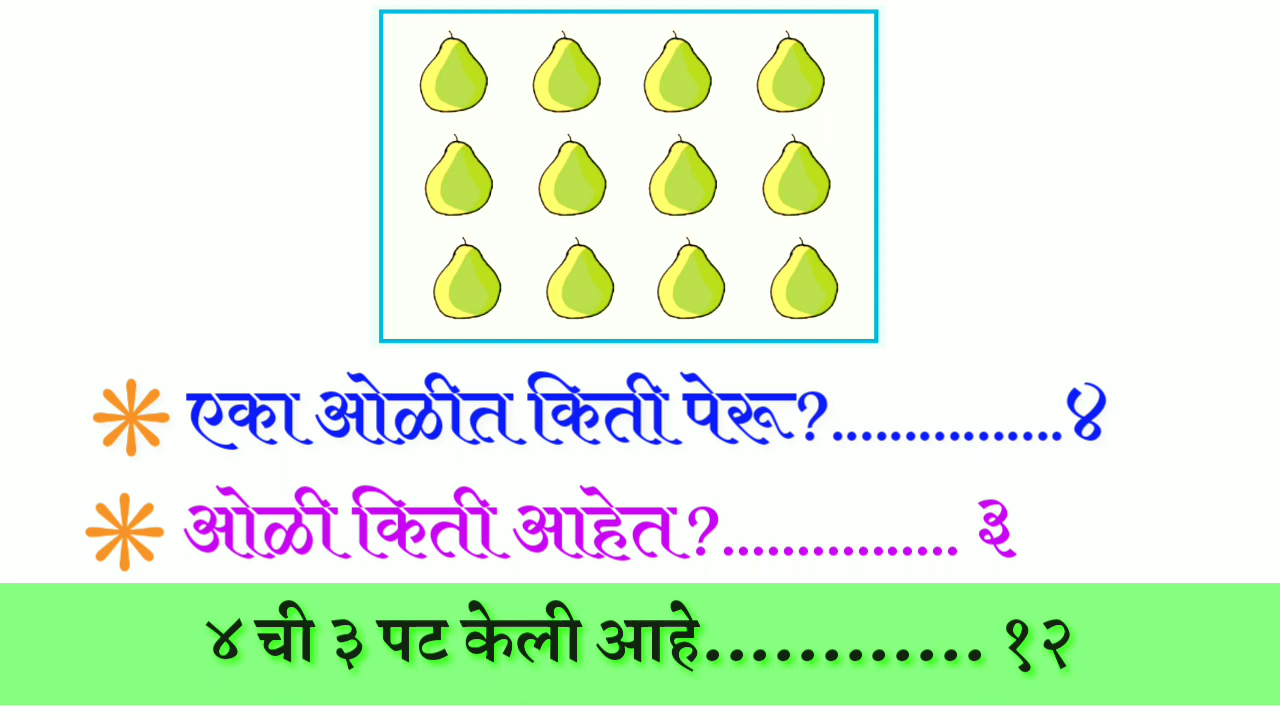 एका ओळीत किती पेरू?................४
ओळी किती आहेत?................ ३
४ ची ३ पट केली आहे............ १२